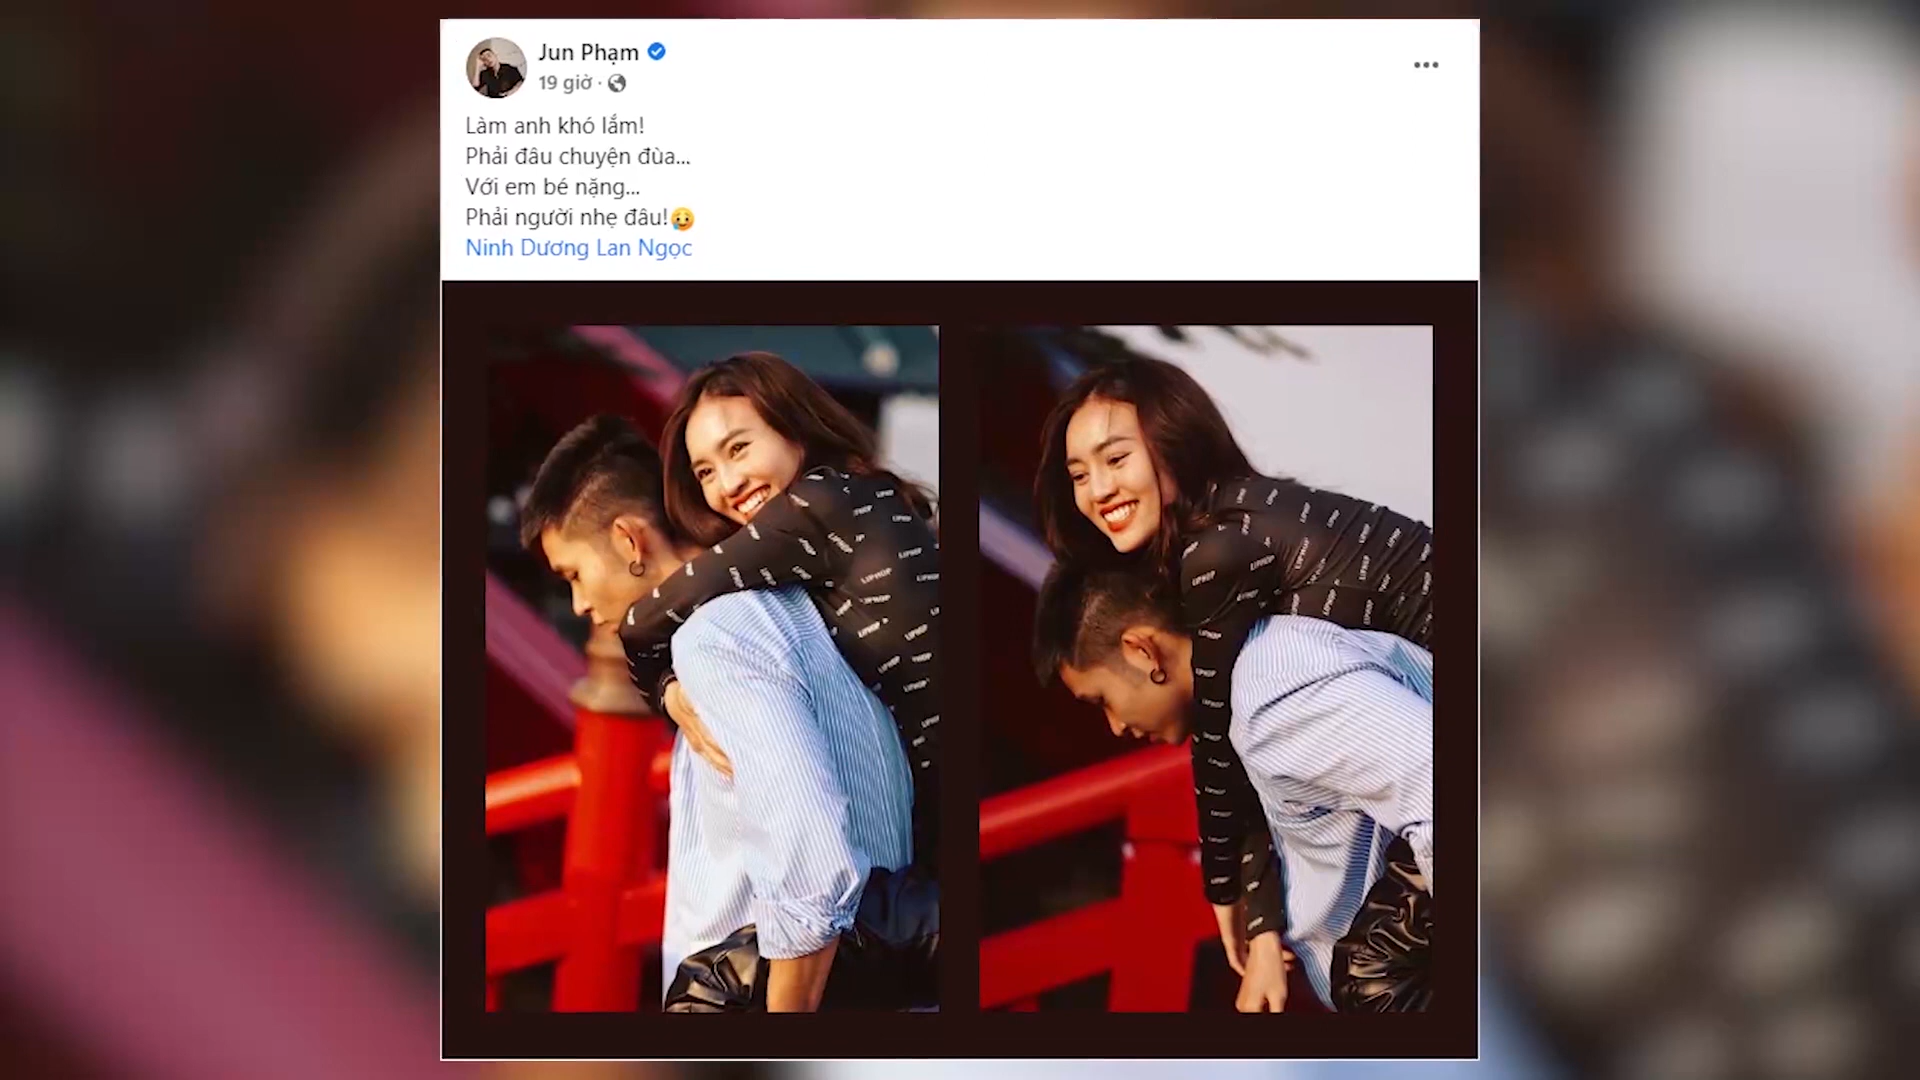 Jun Phạm
19 giờ ·
Làm anh khó lắm!
Phải đâu chuyện đùa...
Với em bé nặng...
Phải người nhẹ đâu!🥲
Ninh Dương Lan Ngọc
LIPHOP